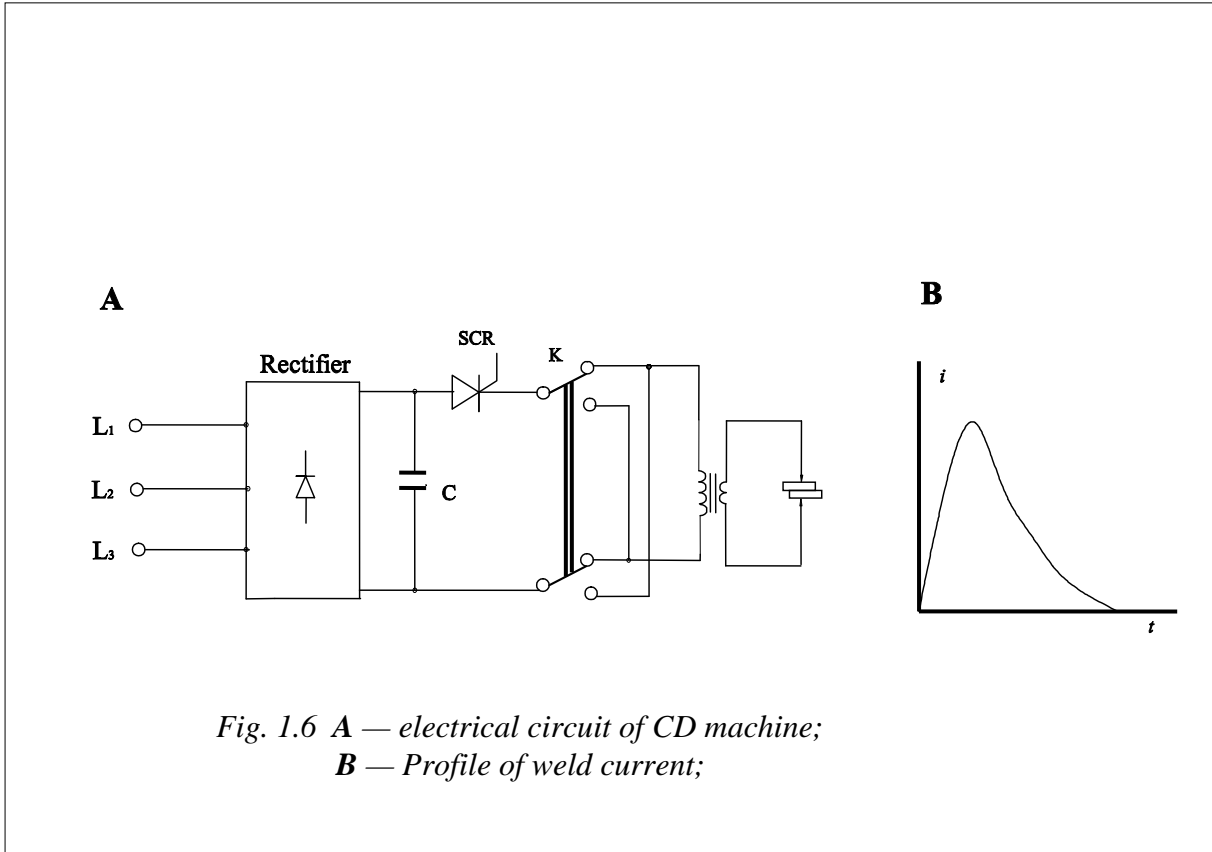 A
B
SCR
K
Rectifier
i
L1
L2
C
L3
t
Fig. 1.6 A — electrical circuit of CD machine;
B — Profile of weld current;